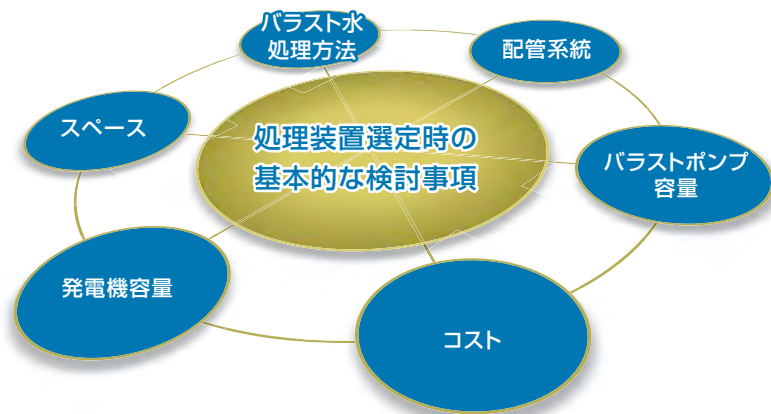 バラスト水
処理方法
配管系統
スペース
処理装置選定時の
基本的な検討事項
バラストポンプ
容量
発電機容量
コスト